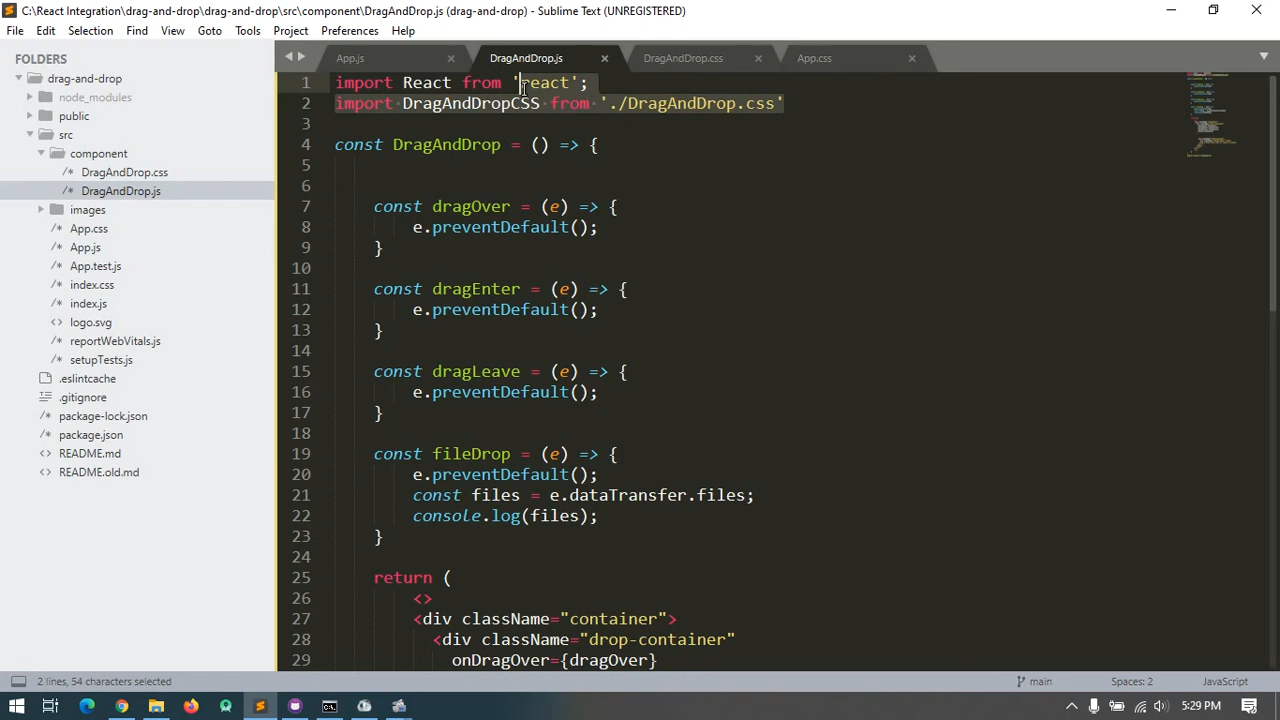 C:\React Integration\drag-and-drop\drag-and-drop\src\component\DragAndDrop.js (drag-and-drop) - Sublime Text (UNREGISTERED)
File Edit Selection Find View Goto Tools Project Preferences Help
FOLDERS
drag-and-drop
node_modules
public
src
component
/* DragAndDrop.css
/* DragAndDrop.js
images
/* App.css
/* App.js
/* App.test.js
/* index.css
/* index.js
<> logo.svg
/* reportWebVitals.js
/* setupTests.js
.eslintcache
.gitignore
/* package-lock.json
/* package.json
<> README.md
<> README.old.md
App.js × DragAndDrop.js × DragAndDrop.css × App.css ×
1 import React from 'react';
2 import DragAndDropCSS from './DragAndDrop.css'
3
4 const DragAndDrop = () => {
5
6
7 const dragOver = (e) => {
8 e.preventDefault();
9 }
10
11 const dragEnter = (e) => {
12 e.preventDefault();
13 }
14
15 const dragLeave = (e) => {
16 e.preventDefault();
17 }
18
19 const fileDrop = (e) => {
20 e.preventDefault();
21 const files = e.dataTransfer.files;
22 console.log(files);
23 }
24
25 return (
26 <>
27 <div className="container">
28 <div className="drop-container"
29 onDragOver={dragOver}
2 lines, 54 characters selected
main
Spaces: 2
JavaScript
5:29 PM